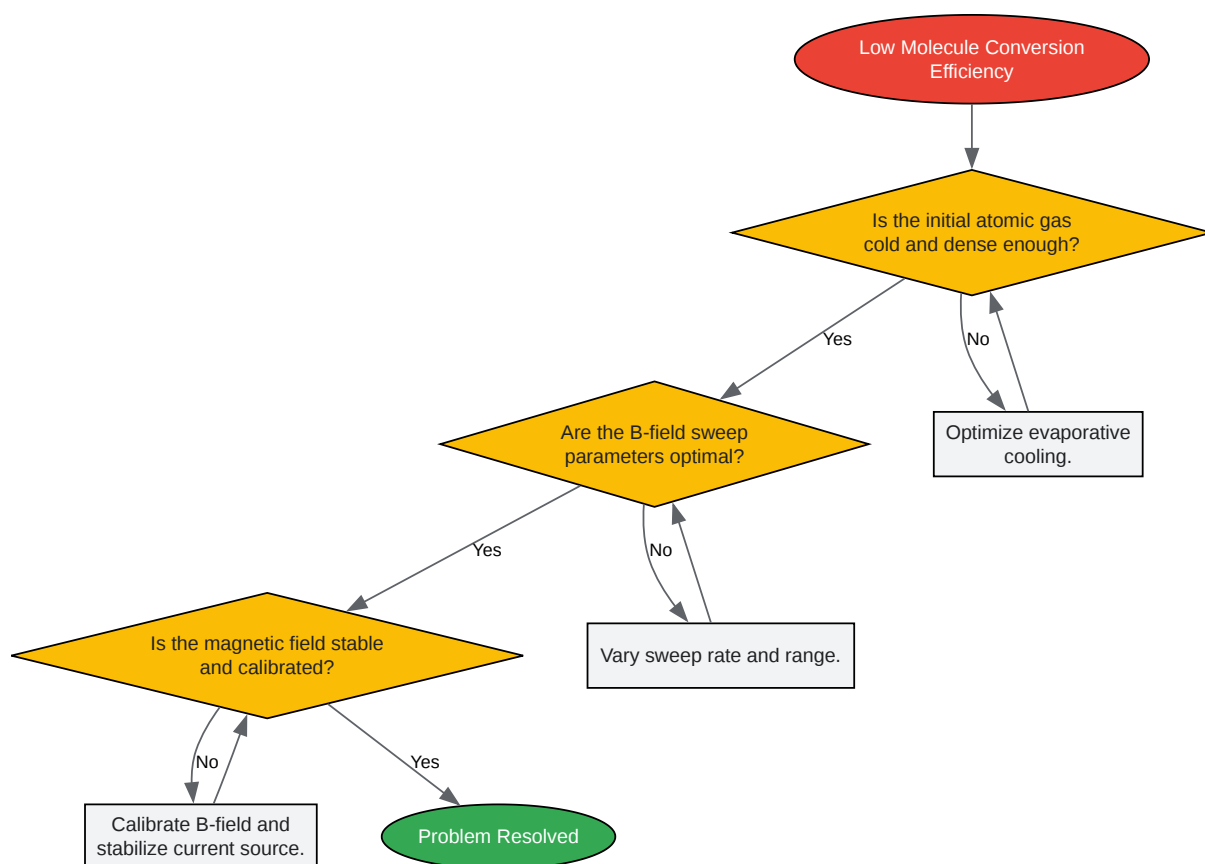 Low Molecule Conversion
Efficiency
Is the initial atomic gas
cold and dense enough?
Yes
No
Are the B-field sweep
parameters optimal?
Optimize evaporative
cooling.
Yes
No
Is the magnetic field stable
and calibrated?
Vary sweep rate and range.
No
Yes
Calibrate B-field and
stabilize current source.
Problem Resolved